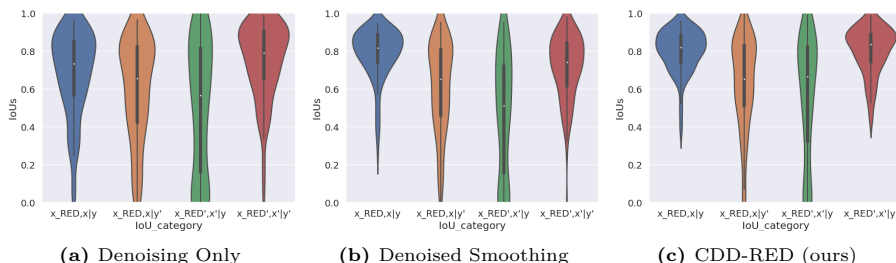 1.0 1.0 1.0
0.8 0.8 0.8
0.6 0.6 0.6
IoUs IoUs IoUs
0.4 0.4 0.4
0.2 0.2 0.2
0.0 0.0 0.0
x_RED,x|y x_RED,x|y' x_RED',x'|y x_RED',x'|y' x_RED,x|y x_RED,x|y' x_RED',x'|y x_RED',x'|y' x_RED,x|y x_RED,x|y' x_RED',x'|y x_RED',x'|y'
IoU_category IoU_category IoU_category
(a) Denoising Only (b) Denoised Smoothing (c) CDD-RED (ours)